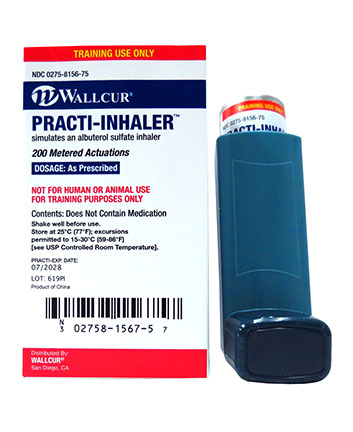 TRAINING USE ONLY
NDC 0275-8156-75
W WALLCUR®
PRACTI-INHALER™
simulates an albuterol sulfate inhaler
200 Metered Actuations
DOSAGE: As Prescribed
NOT FOR HUMAN OR ANIMAL USE
FOR TRAINING PURPOSES ONLY
Contents: Does Not Contain Medication
Shake well before use.
Store at 25°C (77°F); excursions
permitted to 15-30°C [59-86°F]
[see USP Controlled Room Temperature].
PRACTI-EXP. DATE:
07/2028
LOT: 619PI
Product of China
N
3 02758-1567-5 7
Distributed By:
WALLCUR®
San Diego, CA
TRAINING USE ONLY
PRACTI-INHAL